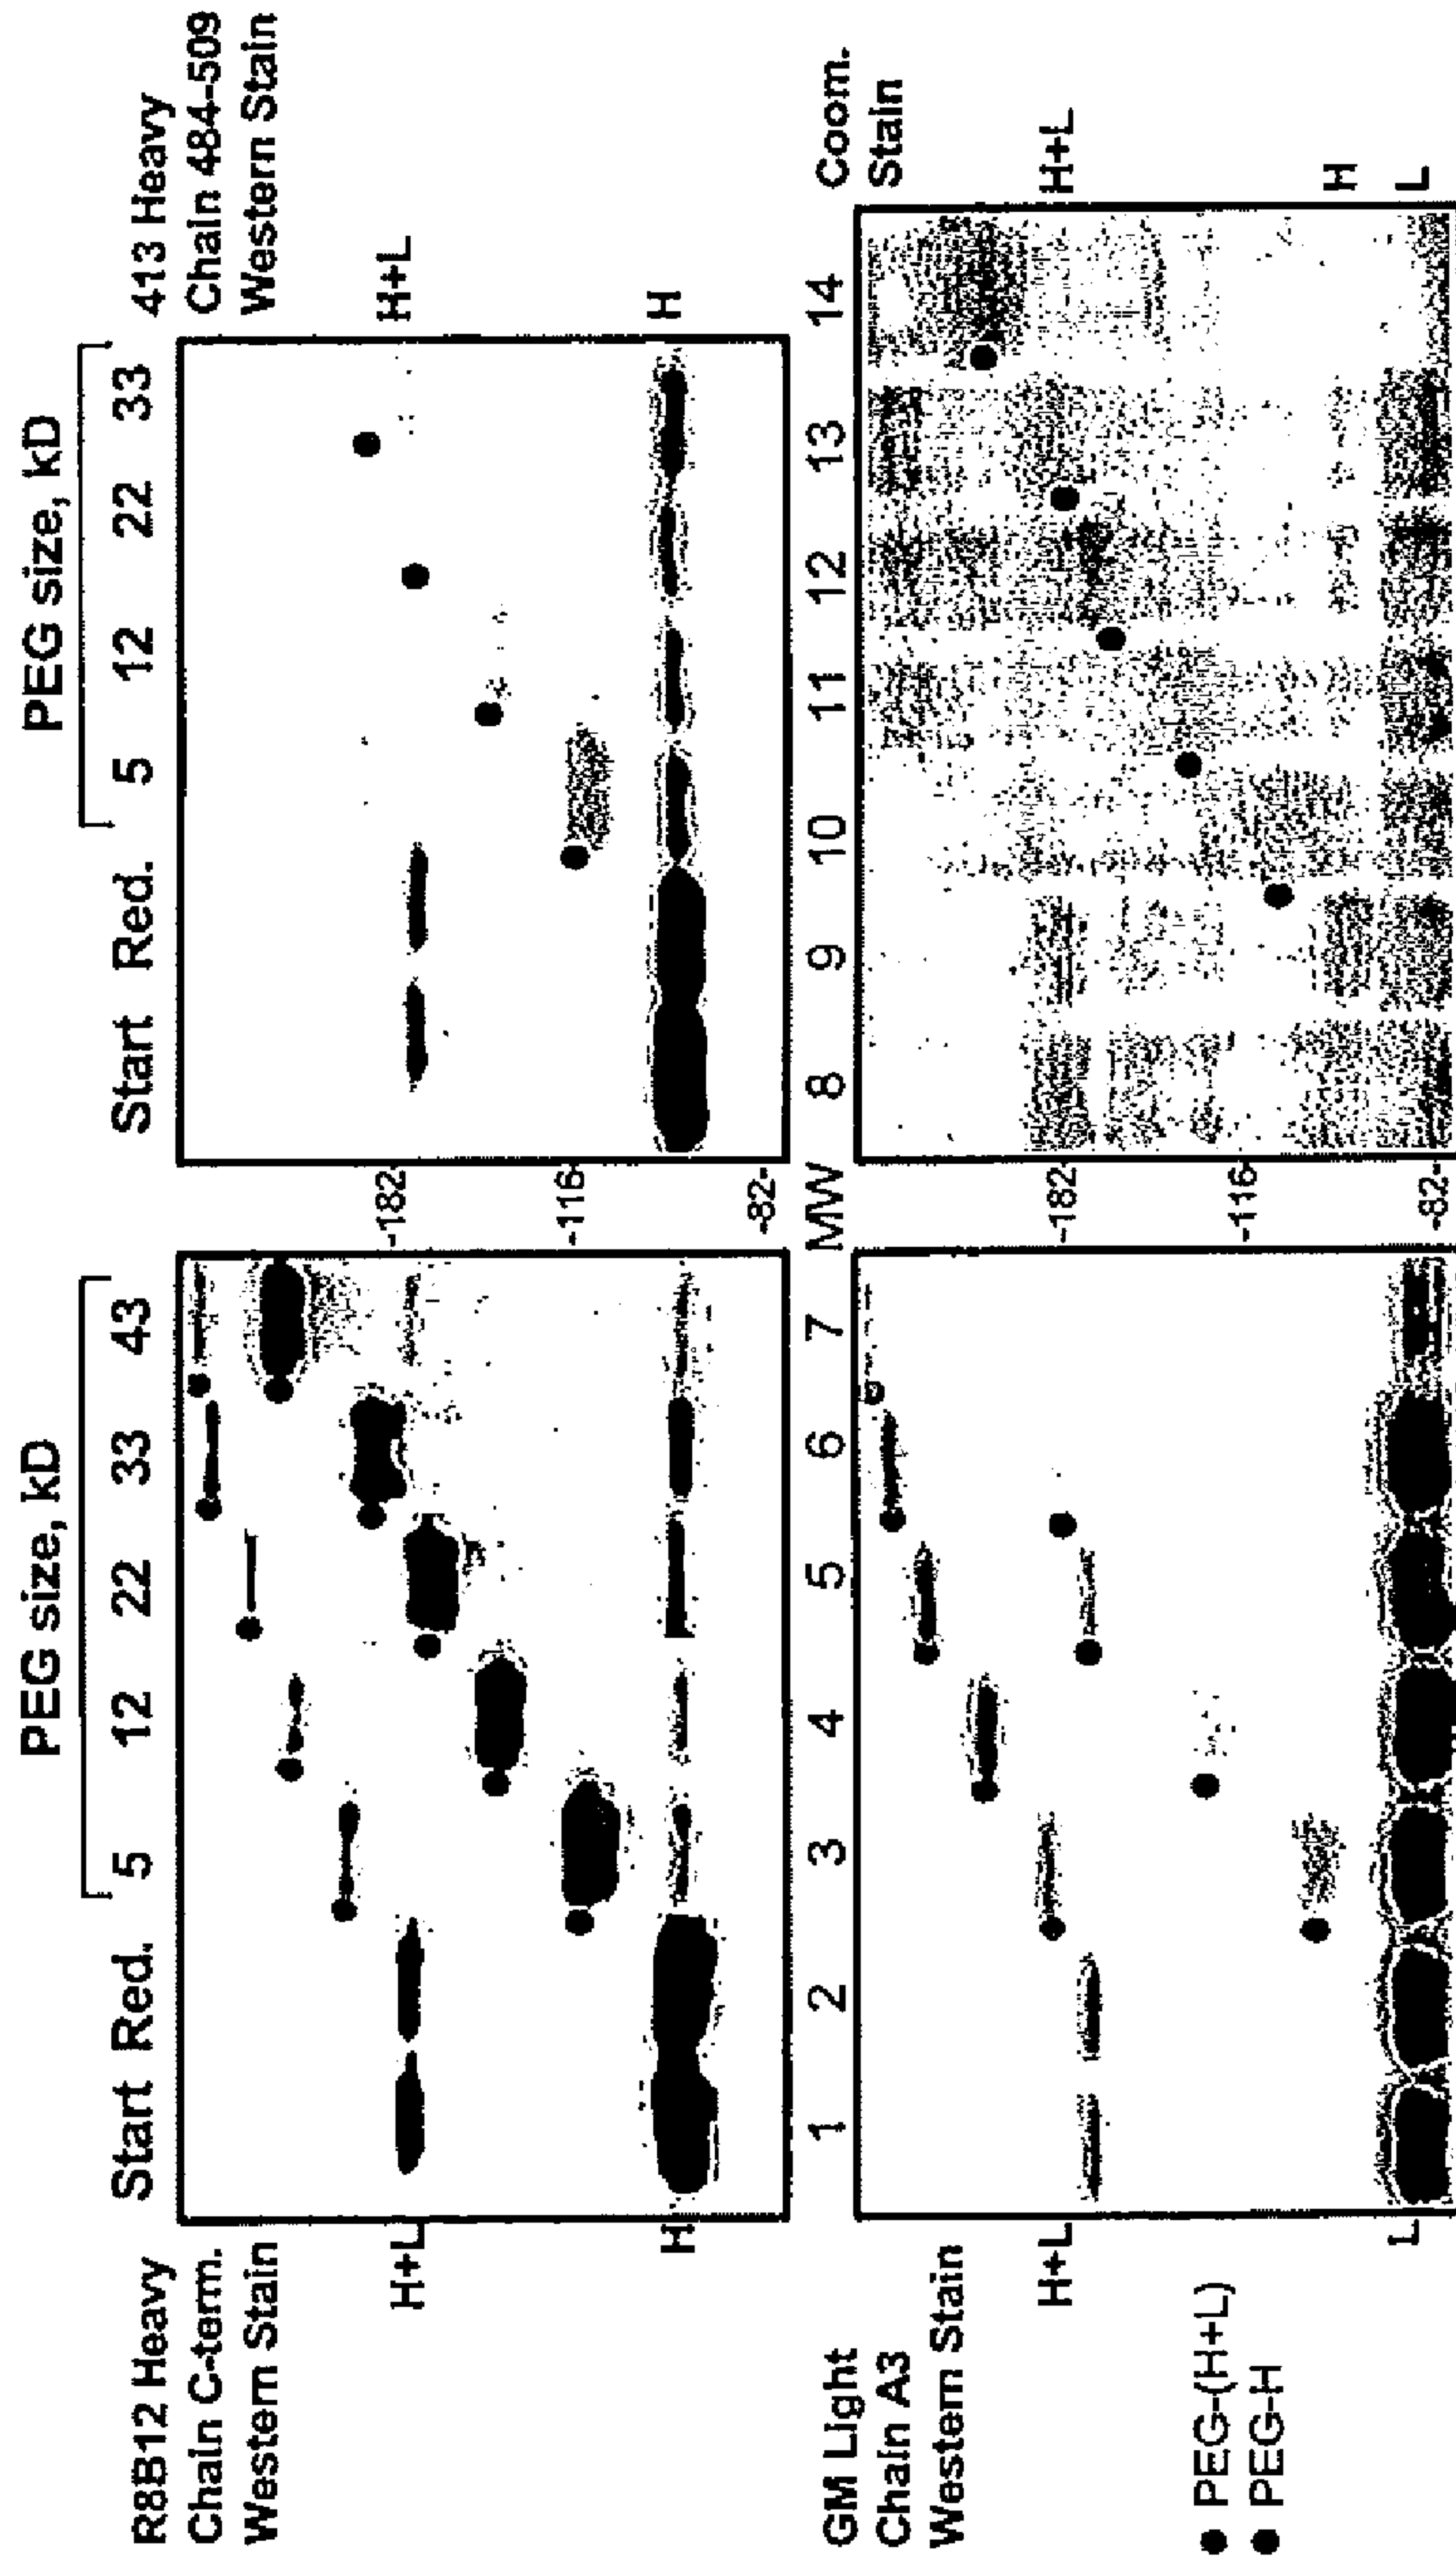 PEG size, kD
PEG size, kD
R8B12 Heavy
Chain C-term.
Western Stain
Start Red. 5 12 22 33 43
Start Red. 5 12 22 33
413 Heavy
Chain 484-509
Western Stain
H+L
H
-182
-116
-82-
H+L
H
GM Light
Chain A3
Western Stain
1 2 3 4 5 6 7 MW 8 9 10 11 12 13 14
Coom.
Stain
H+L
L
-182
-116
-82-
H+L
H
L
PEG-(H+L)
PEG-H